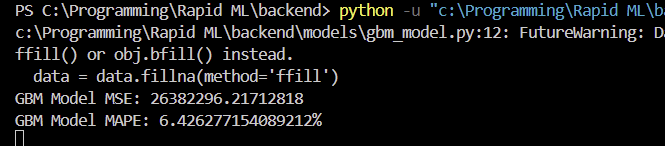 PS C:\Programming\Rapid ML\backend> python -u "c:\Programming\Rapid ML\ba
c:\Programming\Rapid ML\backend\models\gbm_model.py:12: FutureWarning: Da
ffill() or obj.bfill() instead.
data = data.fillna(method='ffill')
GBM Model MSE: 26382296.21712818
GBM Model MAPE: 6.426277154089212%